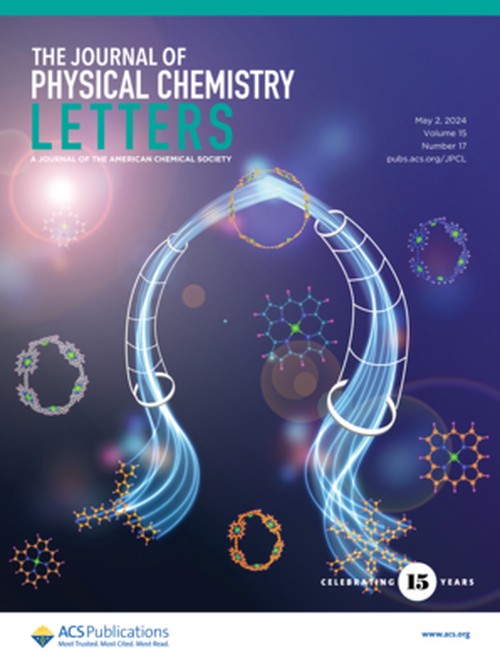 THE JOURNAL OF
PHYSICAL CHEMISTRY
LETTERS
A JOURNAL OF THE AMERICAN CHEMICAL SOCIETY
May 2, 2024
Volume 15
Number 17
pubs.acs.org/JPCL
CELEBRATING 15 YEARS
ACS Publications
Most Trusted. Most Cited. Most Read.
www.acs.org